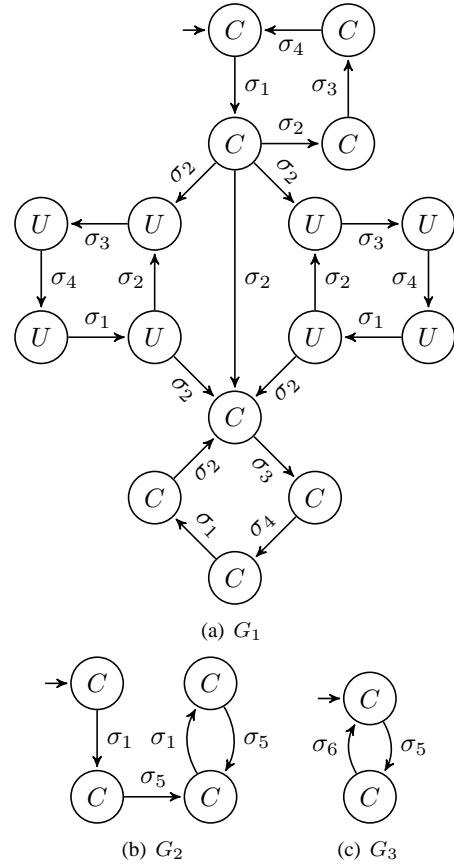 C σ₄ C
σ₁ σ₃
C σ₂ C
σ₂ σ₂
U σ₃ U U σ₃ U
σ₄ σ₂ σ₂ σ₂ σ₄
U σ₁ U U σ₁ U
σ₂ σ₂
C
σ₂ σ₃
C C
σ₁ σ₄
C
(a) G₁
C C C
σ₁ σ₁ σ₅ σ₆ σ₅
C σ₅ C C
(b) G₂ (c) G₃